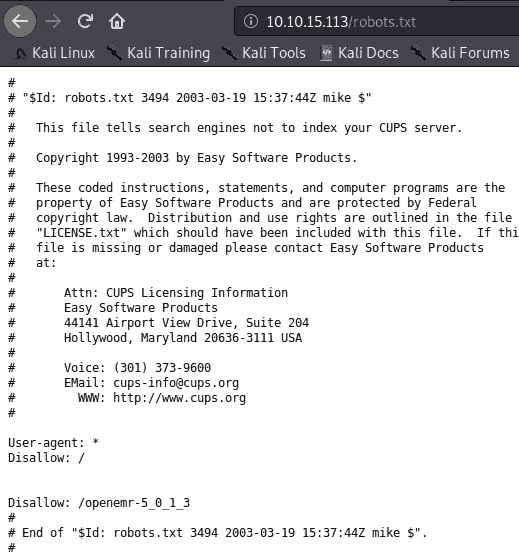 10.10.15.113/robots.txt
Kali Linux Kali Training Kali Tools Kali Docs Kali Forums
#
# "$Id: robots.txt 3494 2003-03-19 15:37:44Z mike $"
#
#   This file tells search engines not to index your CUPS server.
#
#   Copyright 1993-2003 by Easy Software Products.
#
#   These coded instructions, statements, and computer programs are the
#   property of Easy Software Products and are protected by Federal
#   copyright law.  Distribution and use rights are outlined in the file
#   "LICENSE.txt" which should have been included with this file.  If thi
#   file is missing or damaged please contact Easy Software Products
#   at:
#
#       Attn: CUPS Licensing Information
#       Easy Software Products
#       44141 Airport View Drive, Suite 204
#       Hollywood, Maryland 20636-3111 USA
#
#       Voice: (301) 373-9600
#       EMail: cups-info@cups.org
#         WWW: http://www.cups.org
#
User-agent: *
Disallow: /
Disallow: /openemr-5_0_1_3
#
# End of "$Id: robots.txt 3494 2003-03-19 15:37:44Z mike $".
#